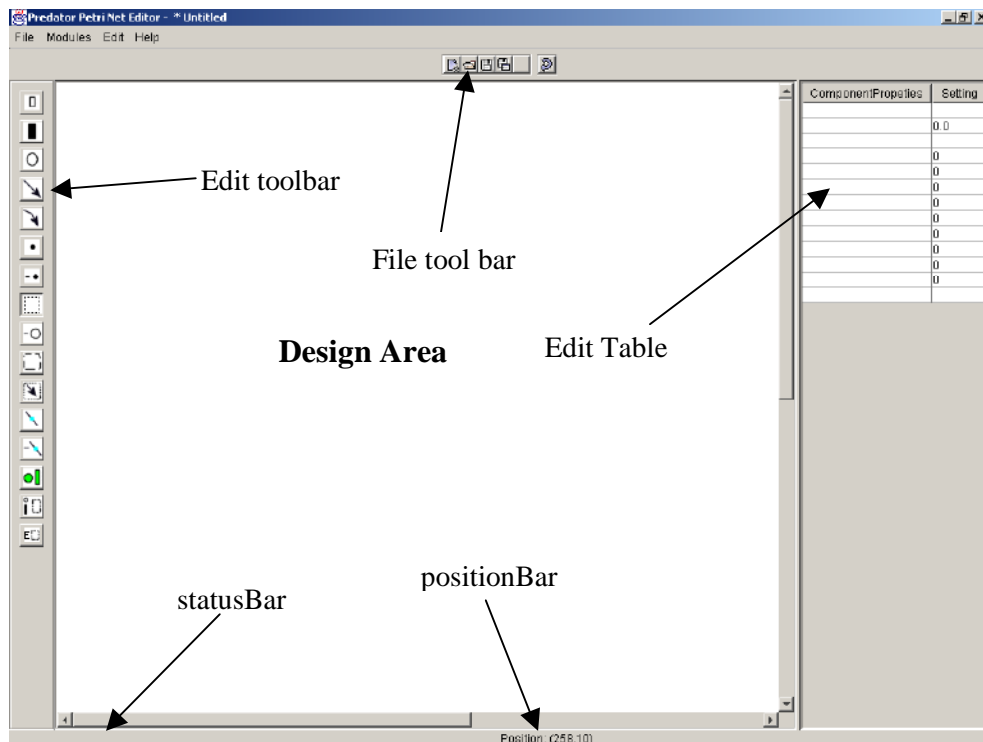 Predator Petri Net Editor - * Untitled
File Modules Edit Help
ComponentPropeties Setting
0.0
0
0
0
0
0
0
0
0
0
Edit toolbar
File tool bar
Design Area
Edit Table
E
statusBar
positionBar
Position: (258,10)